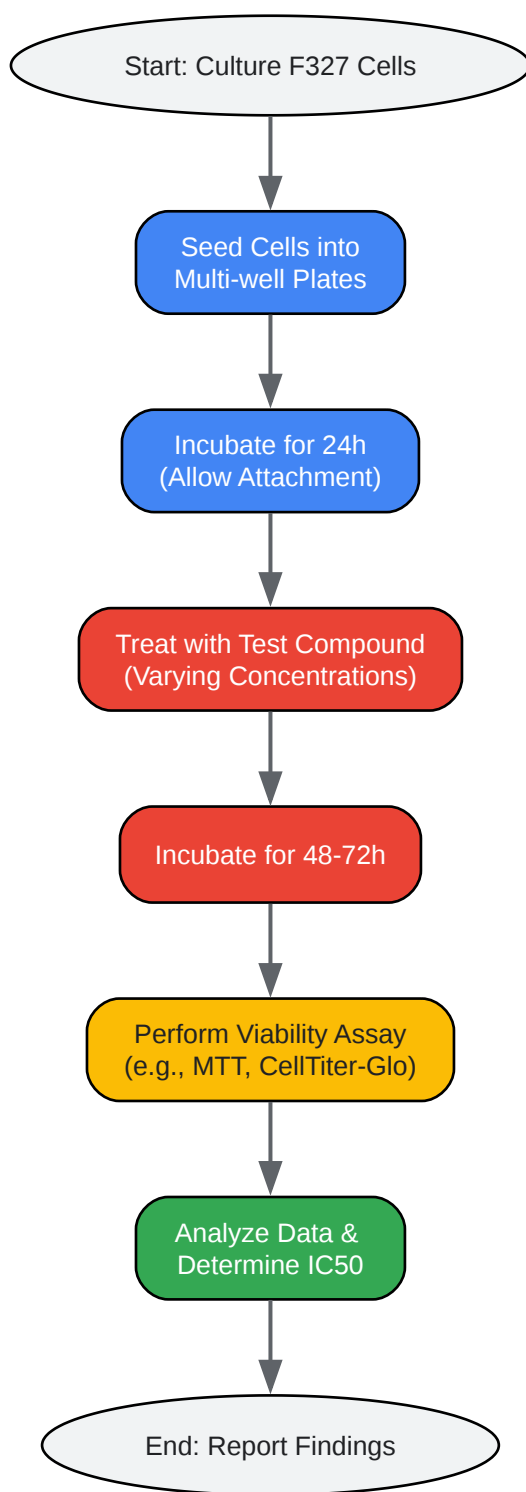 Start: Culture F327 Cells
Seed Cells into
Multi-well Plates
Incubate for 24h
(Allow Attachment)
Treat with Test Compound
(Varying Concentrations)
Incubate for 48-72h
Perform Viability Assay
(e.g., MTT, CellTiter-Glo)
Analyze Data &
Determine IC50
End: Report Findings